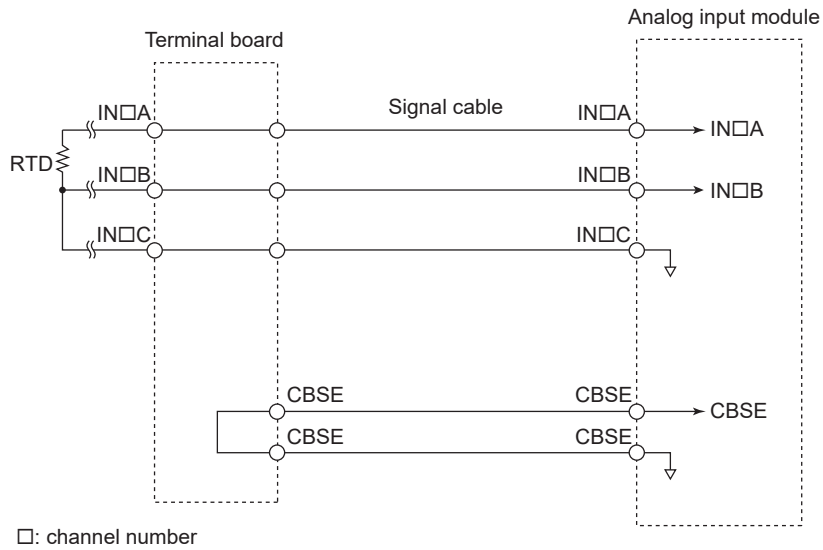 Analog input module
Terminal board
Signal cable
IN□A IN□A IN□A
RTD
IN□B IN□B IN□B
IN□C IN□C
CBSE CBSE CBSE
CBSE CBSE
□: channel number